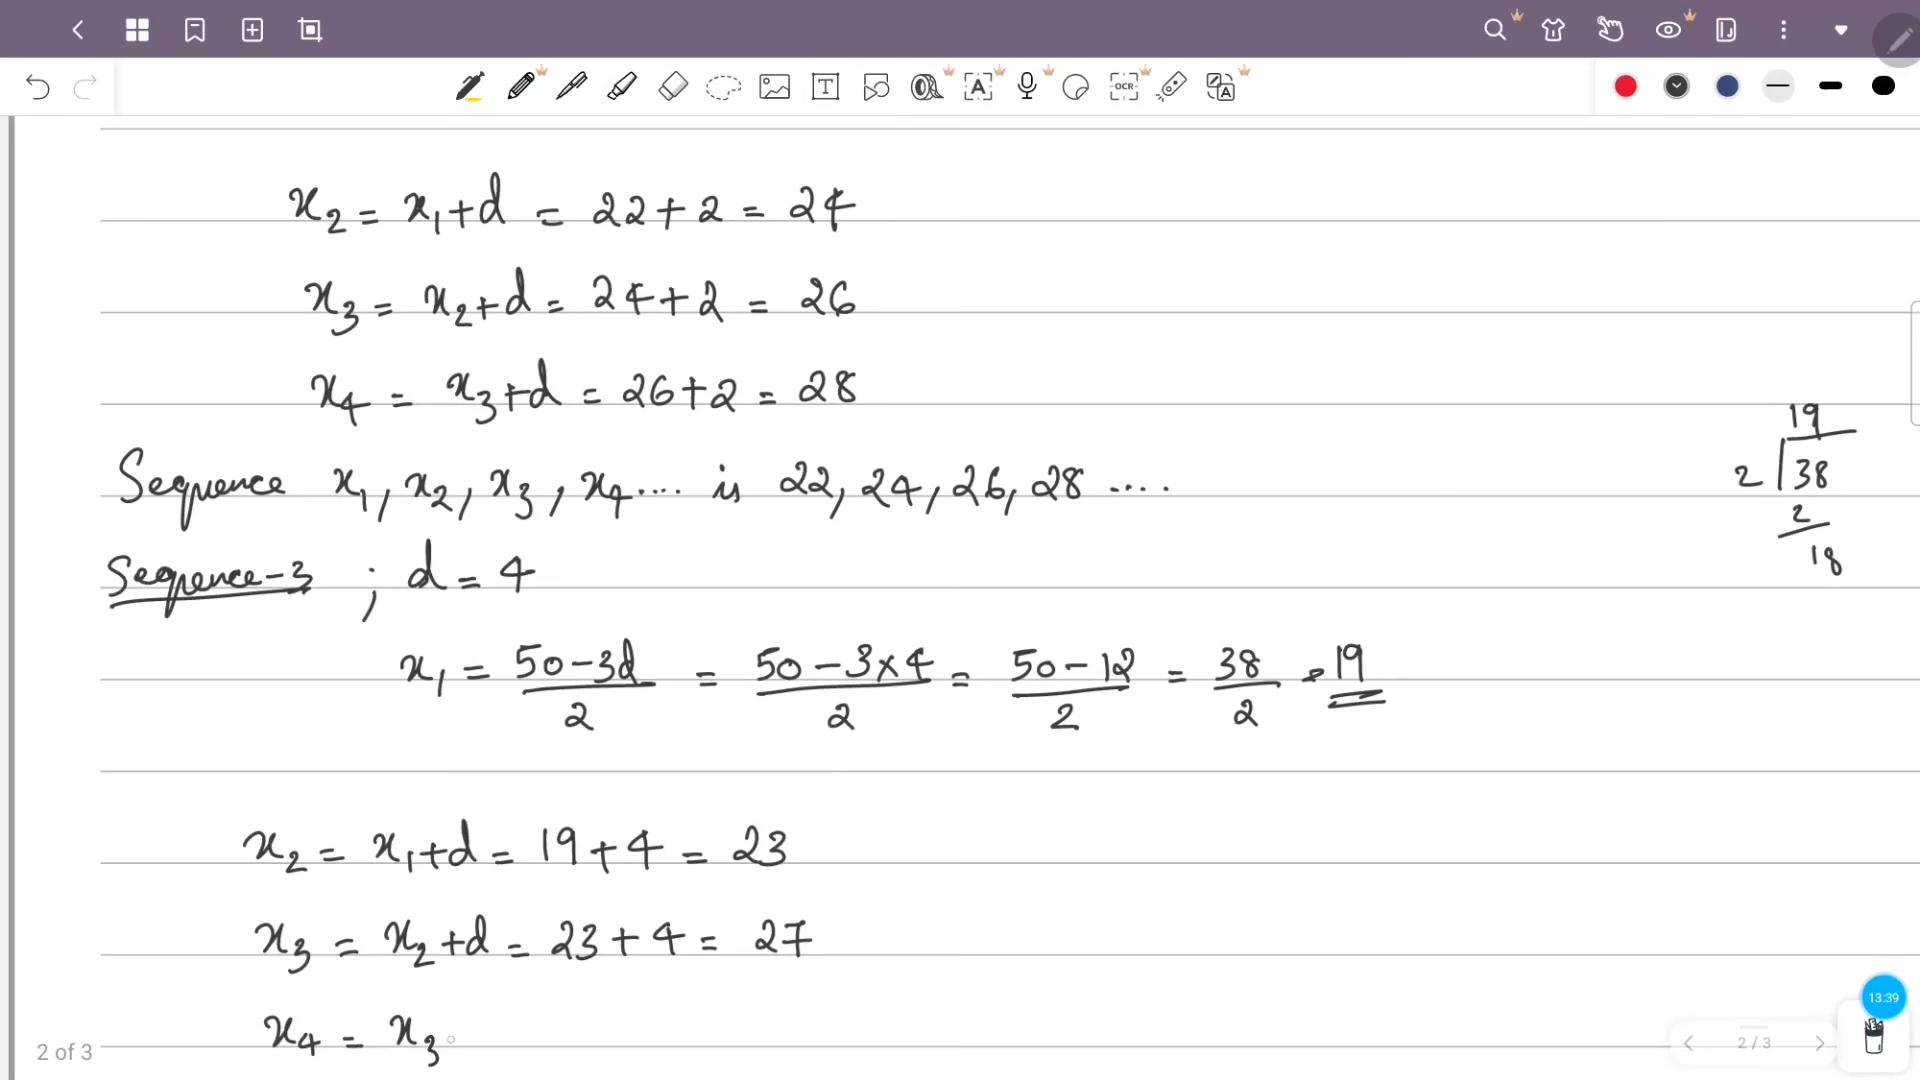 OCR
x₂ = x₁+d = 22+2 = 24
x₃ = x₂+d = 24+2 = 26
x₄ = x₃+d = 26+2 = 28
Sequence x₁, x₂, x₃, x₄.... is 22, 24, 26, 28 ....
19
2 38
2
18
Sequence-3 ; d = 4
x₁ = (50-3d)/2 = (50-3×4)/2 = (50-12)/2 = 38/2 = 19
x₂ = x₁+d = 19+4 = 23
x₃ = x₂+d = 23+4 = 27
x₄ = x₃
13:39
2 of 3
2 / 3